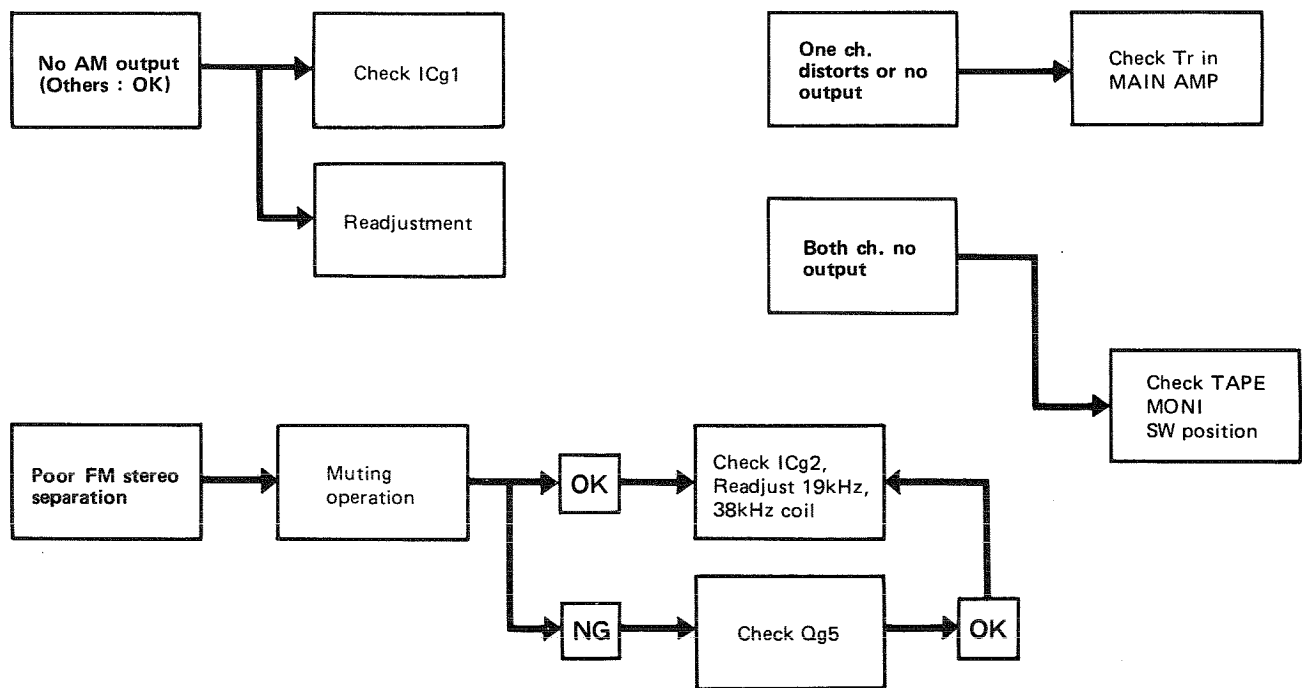 No AM output
(Others : OK)
Check ICg1
Readjustment
One ch.
distorts or no
output
Check Tr in
MAIN AMP
Both ch. no
output
Check TAPE
MONI
SW position
Poor FM stereo
separation
Muting
operation
OK
Check ICg2,
Readjust 19kHz,
38kHz coil
NG
Check Qg5
OK